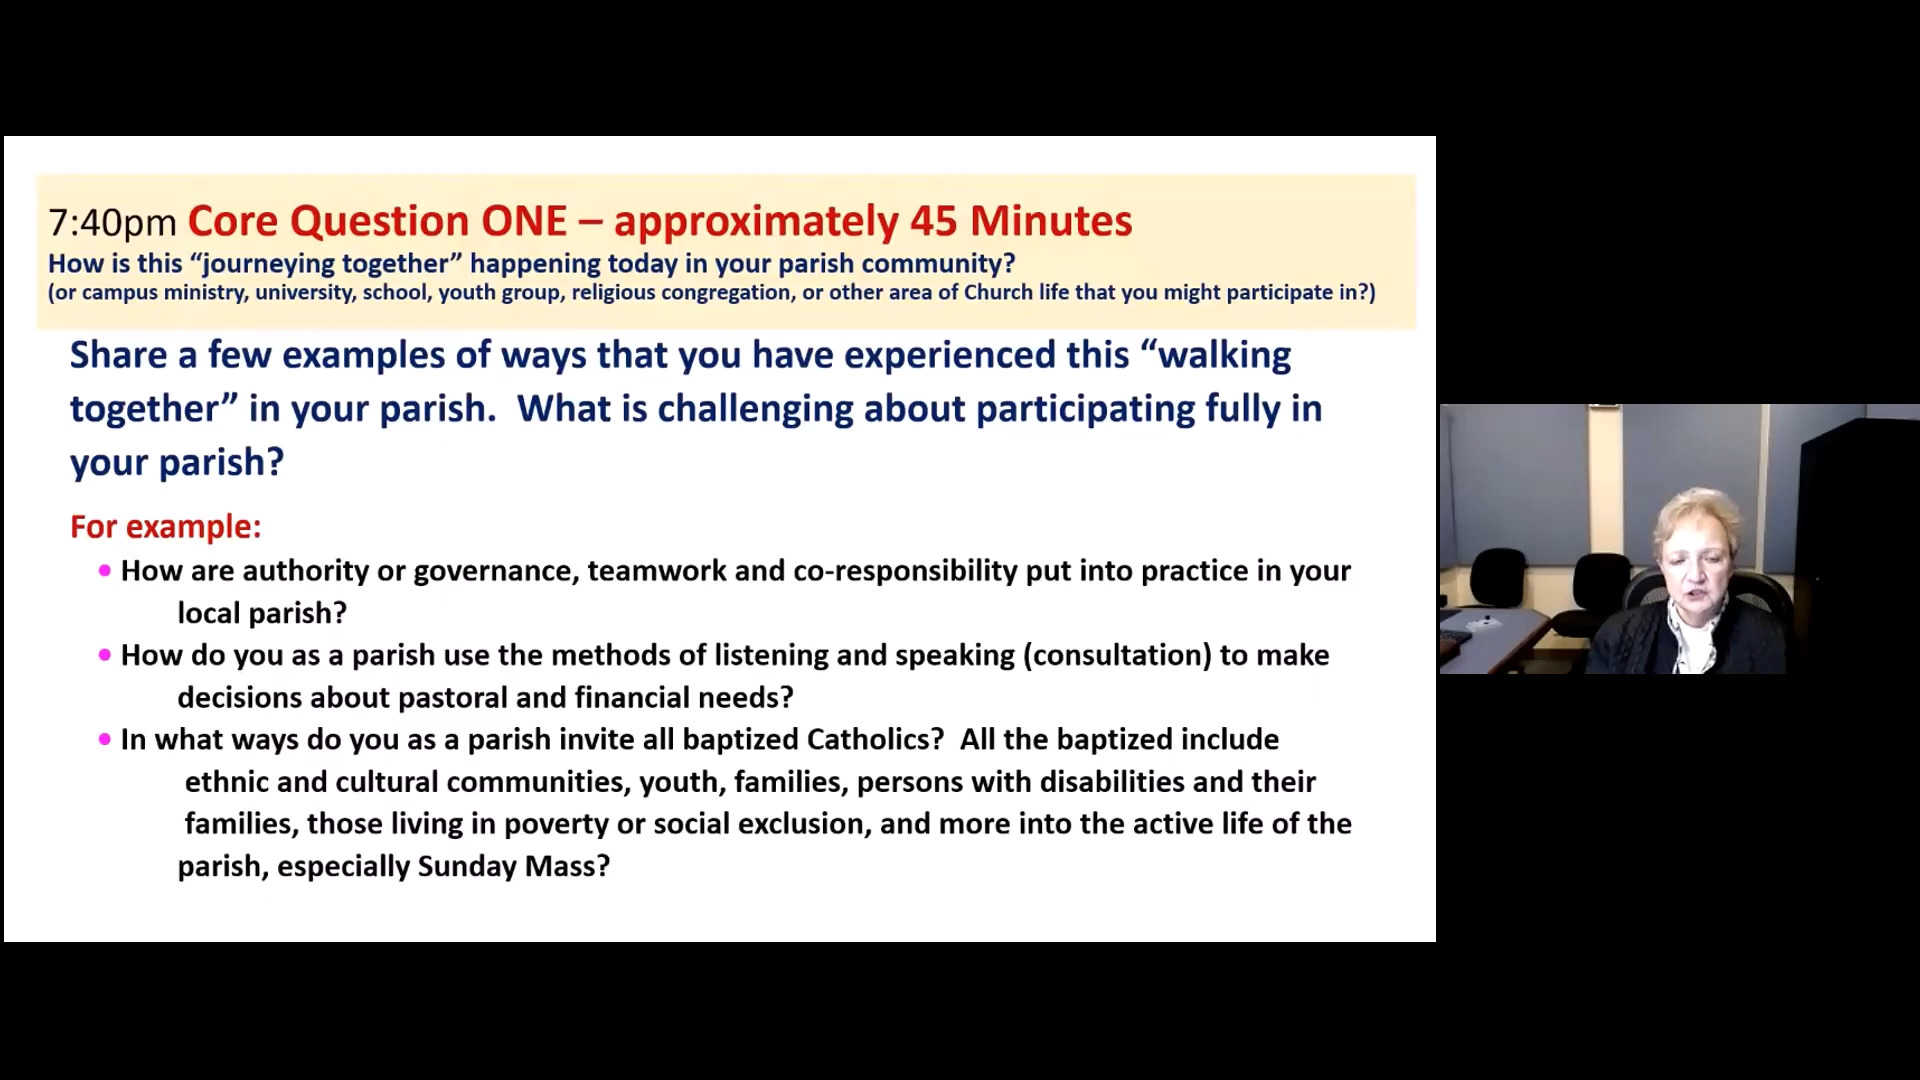 7:40pm Core Question ONE – approximately 45 Minutes
How is this “journeying together” happening today in your parish community?
(or campus ministry, university, school, youth group, religious congregation, or other area of Church life that you might participate in?)
Share a few examples of ways that you have experienced this “walking
together” in your parish.  What is challenging about participating fully in
your parish?
For example:
• How are authority or governance, teamwork and co-responsibility put into practice in your
local parish?
• How do you as a parish use the methods of listening and speaking (consultation) to make
decisions about pastoral and financial needs?
• In what ways do you as a parish invite all baptized Catholics?  All the baptized include
ethnic and cultural communities, youth, families, persons with disabilities and their
families, those living in poverty or social exclusion, and more into the active life of the
parish, especially Sunday Mass?